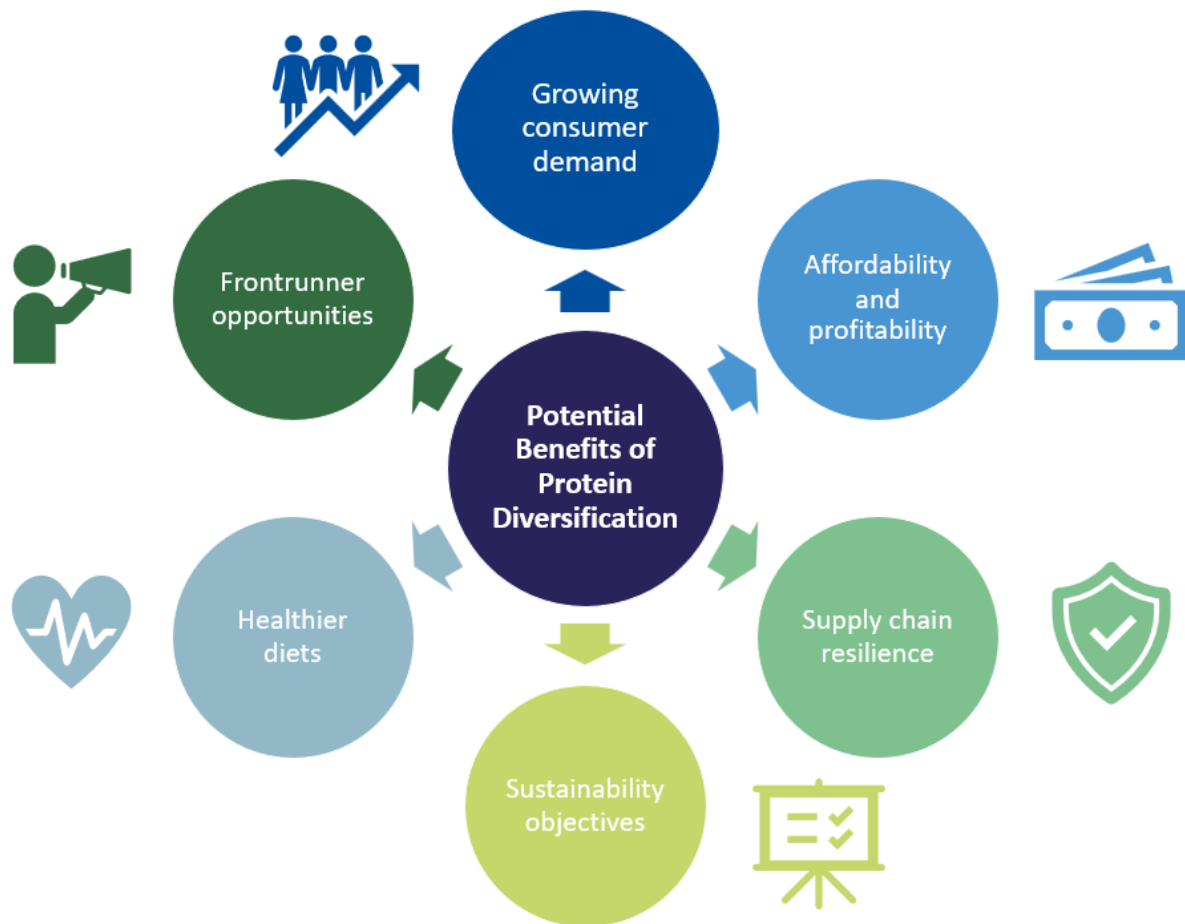 Growing
consumer
demand
Affordability
and
profitability
Supply chain
resilience
Sustainability
objectives
Healthier
diets
Frontrunner
opportunities
Potential
Benefits of
Protein
Diversification